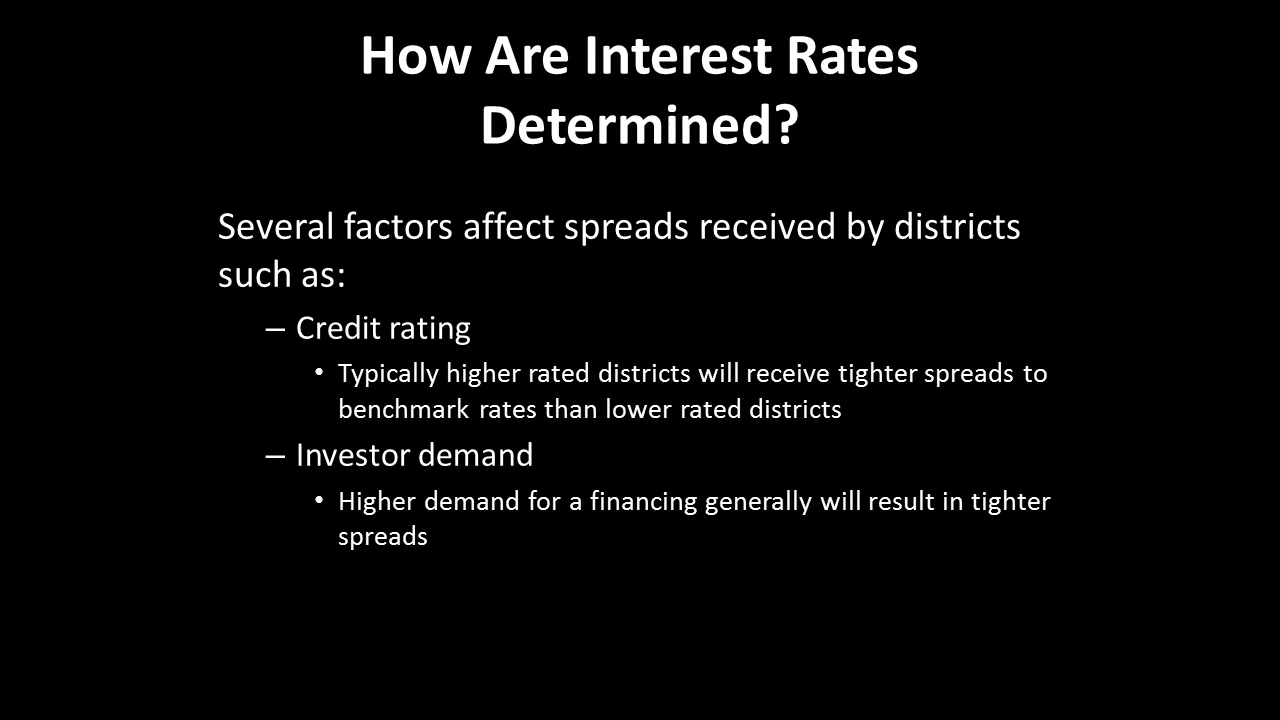 How Are Interest Rates
Determined?
Several factors affect spreads received by districts
such as:
– Credit rating
• Typically higher rated districts will receive tighter spreads to
benchmark rates than lower rated districts
– Investor demand
• Higher demand for a financing generally will result in tighter
spreads